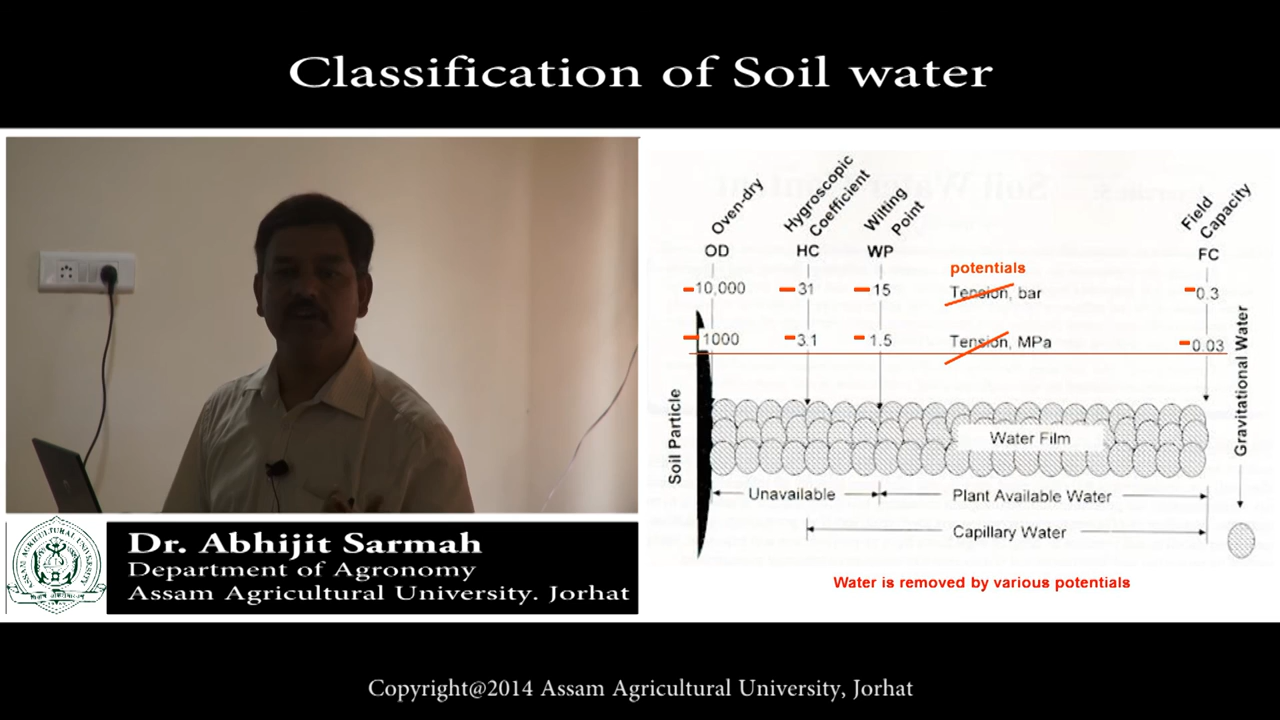 Classification of Soil water
Oven-dry
Hygroscopic
Coefficient
Wilting
Point
Field
Capacity
OD
HC
WP
FC
potentials
-10,000
-31
-15
Tension, bar
-0.3
-1000
-3.1
-1.5
Tension, MPa
-0.03
Soil Particle
Water Film
Gravitational Water
Unavailable
Plant Available Water
Capillary Water
Water is removed by various potentials
Dr. Abhijit Sarmah
Department of Agronomy
Assam Agricultural University. Jorhat
Copyright@2014 Assam Agricultural University, Jorhat